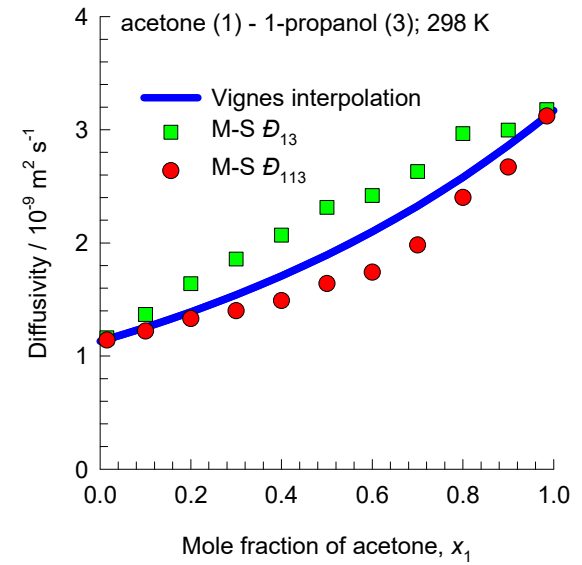 acetone (1) - 1-propanol (3); 298 K
Vignes interpolation
M-S Đ₁₃
M-S Đ₁₁₃
Diffusivity / 10⁻⁹ m² s⁻¹
4
3
2
1
0
0.0 0.2 0.4 0.6 0.8 1.0
Mole fraction of acetone, x₁